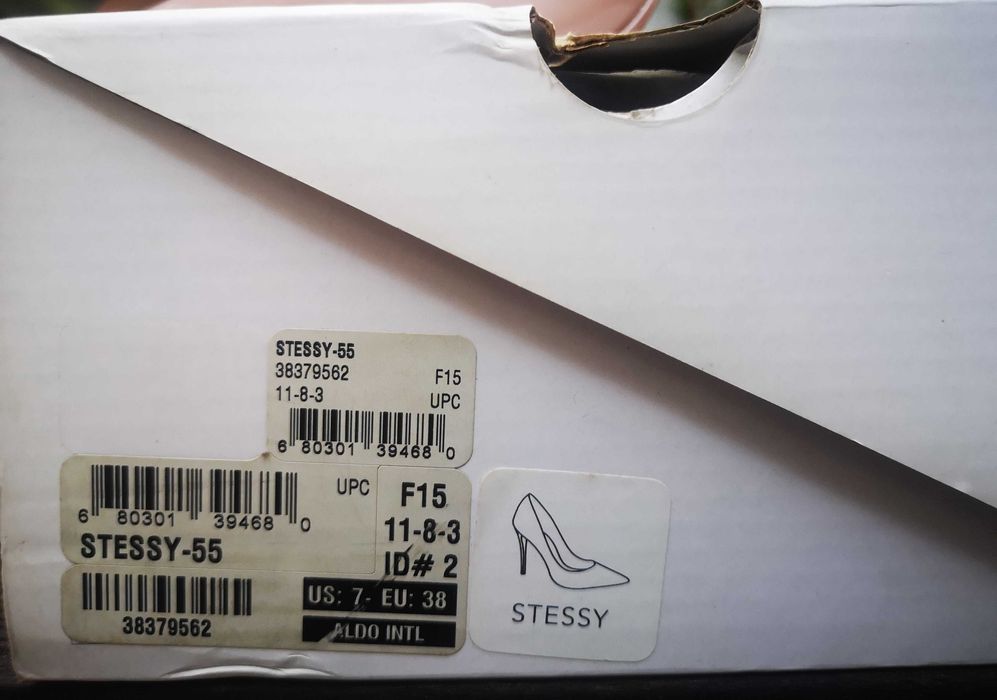 STESSY-55
38379562
F15
11-8-3
UPC
6 80301 39468 0
UPC
6 80301 39468 0
STESSY-55
F15
11-8-3
ID# 2
38379562
US: 7- EU: 38
ALDO INTL
STESSY